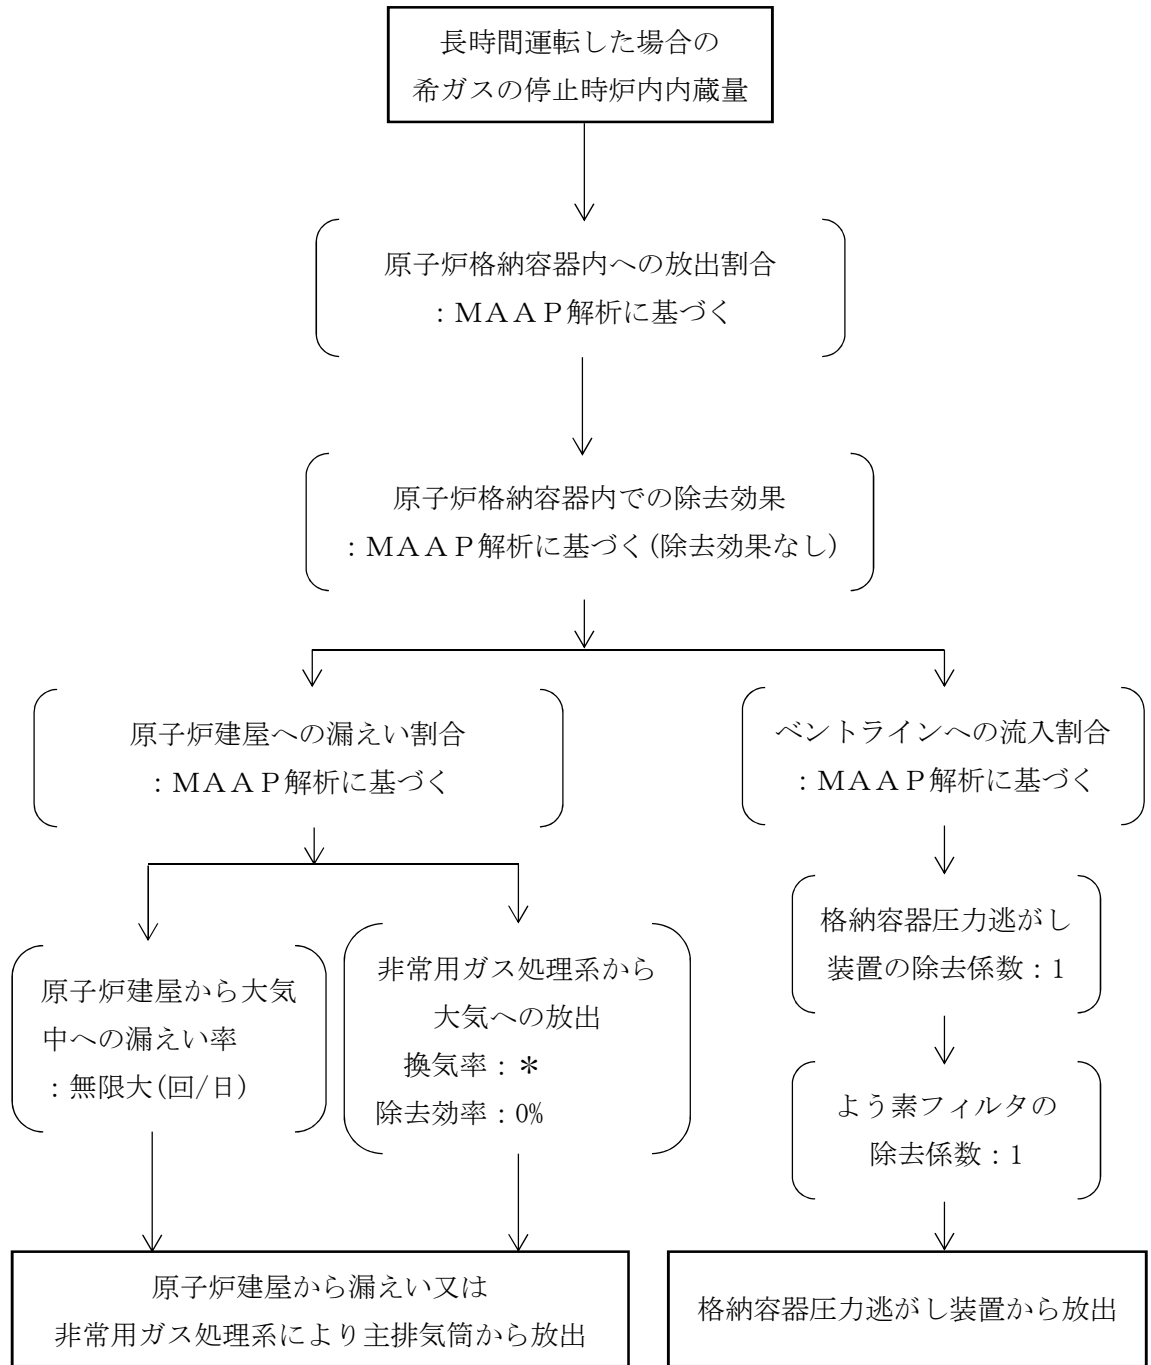 長時間運転した場合の
希ガスの停止時炉内内蔵量
原子炉格納容器内への放出割合
：ＭＡＡＰ解析に基づく
原子炉格納容器内での除去効果
：ＭＡＡＰ解析に基づく(除去効果なし)
原子炉建屋への漏えい割合
：ＭＡＡＰ解析に基づく
ベントラインへの流入割合
：ＭＡＡＰ解析に基づく
原子炉建屋から大気
中への漏えい率
：無限大(回/日)
非常用ガス処理系から
大気への放出
換気率：＊
除去効率：0%
格納容器圧力逃がし
装置の除去係数：1
よう素フィルタの
除去係数：1
原子炉建屋から漏えい又は
非常用ガス処理系により主排気筒から放出
格納容器圧力逃がし装置から放出